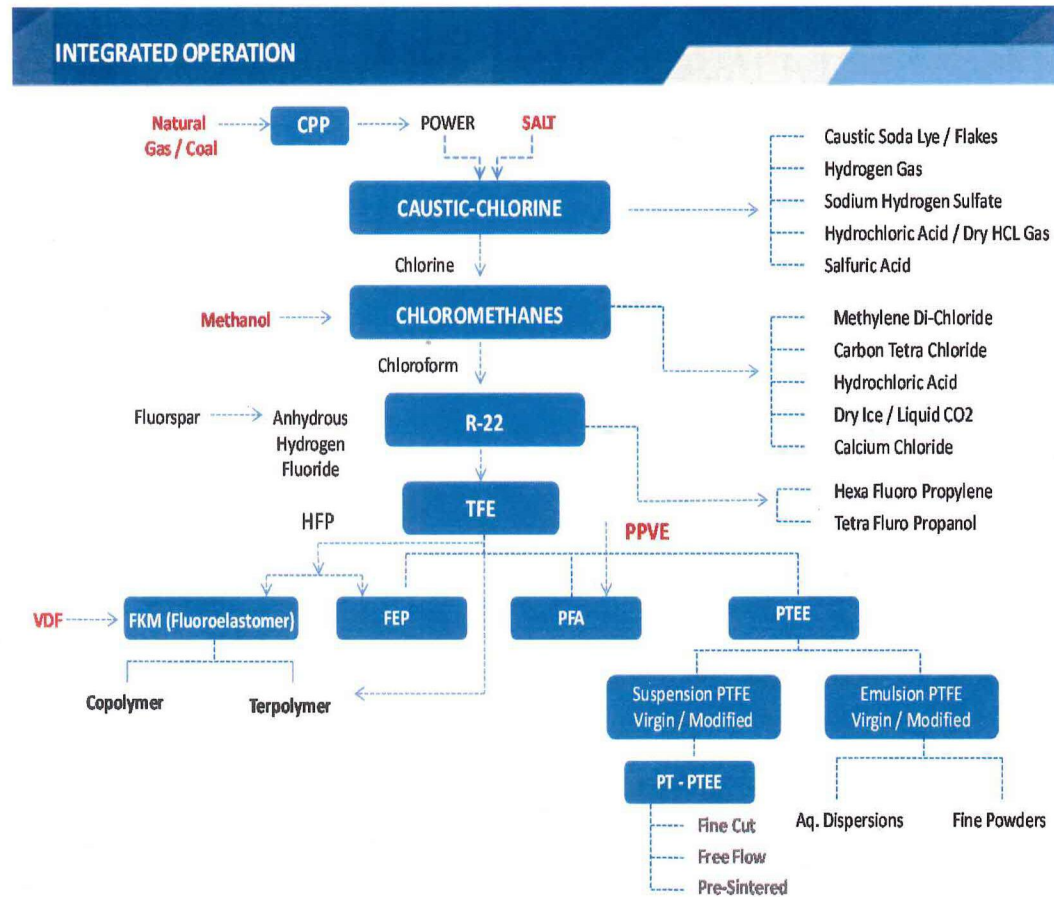 INTEGRATED OPERATION
Natural
Gas / Coal
CPP
POWER
SALT
CAUSTIC-CHLORINE
Caustic Soda Lye / Flakes
Hydrogen Gas
Sodium Hydrogen Sulfate
Hydrochloric Acid / Dry HCL Gas
Salfuric Acid
Chlorine
Methanol
CHLOROMETHANES
Methylene Di-Chloride
Carbon Tetra Chloride
Hydrochloric Acid
Dry Ice / Liquid CO2
Calcium Chloride
Chloroform
Fluorspar
Anhydrous
Hydrogen
Fluoride
R-22
Hexa Fluoro Propylene
Tetra Fluro Propanol
TFE
HFP
PPVE
VDF
FKM (Fluoroelastomer)
FEP
PFA
PTEE
Copolymer
Terpolymer
Suspension PTFE
Virgin / Modified
Emulsion PTFE
Virgin / Modified
PT - PTEE
Fine Cut
Free Flow
Pre-Sintered
Aq. Dispersions
Fine Powders